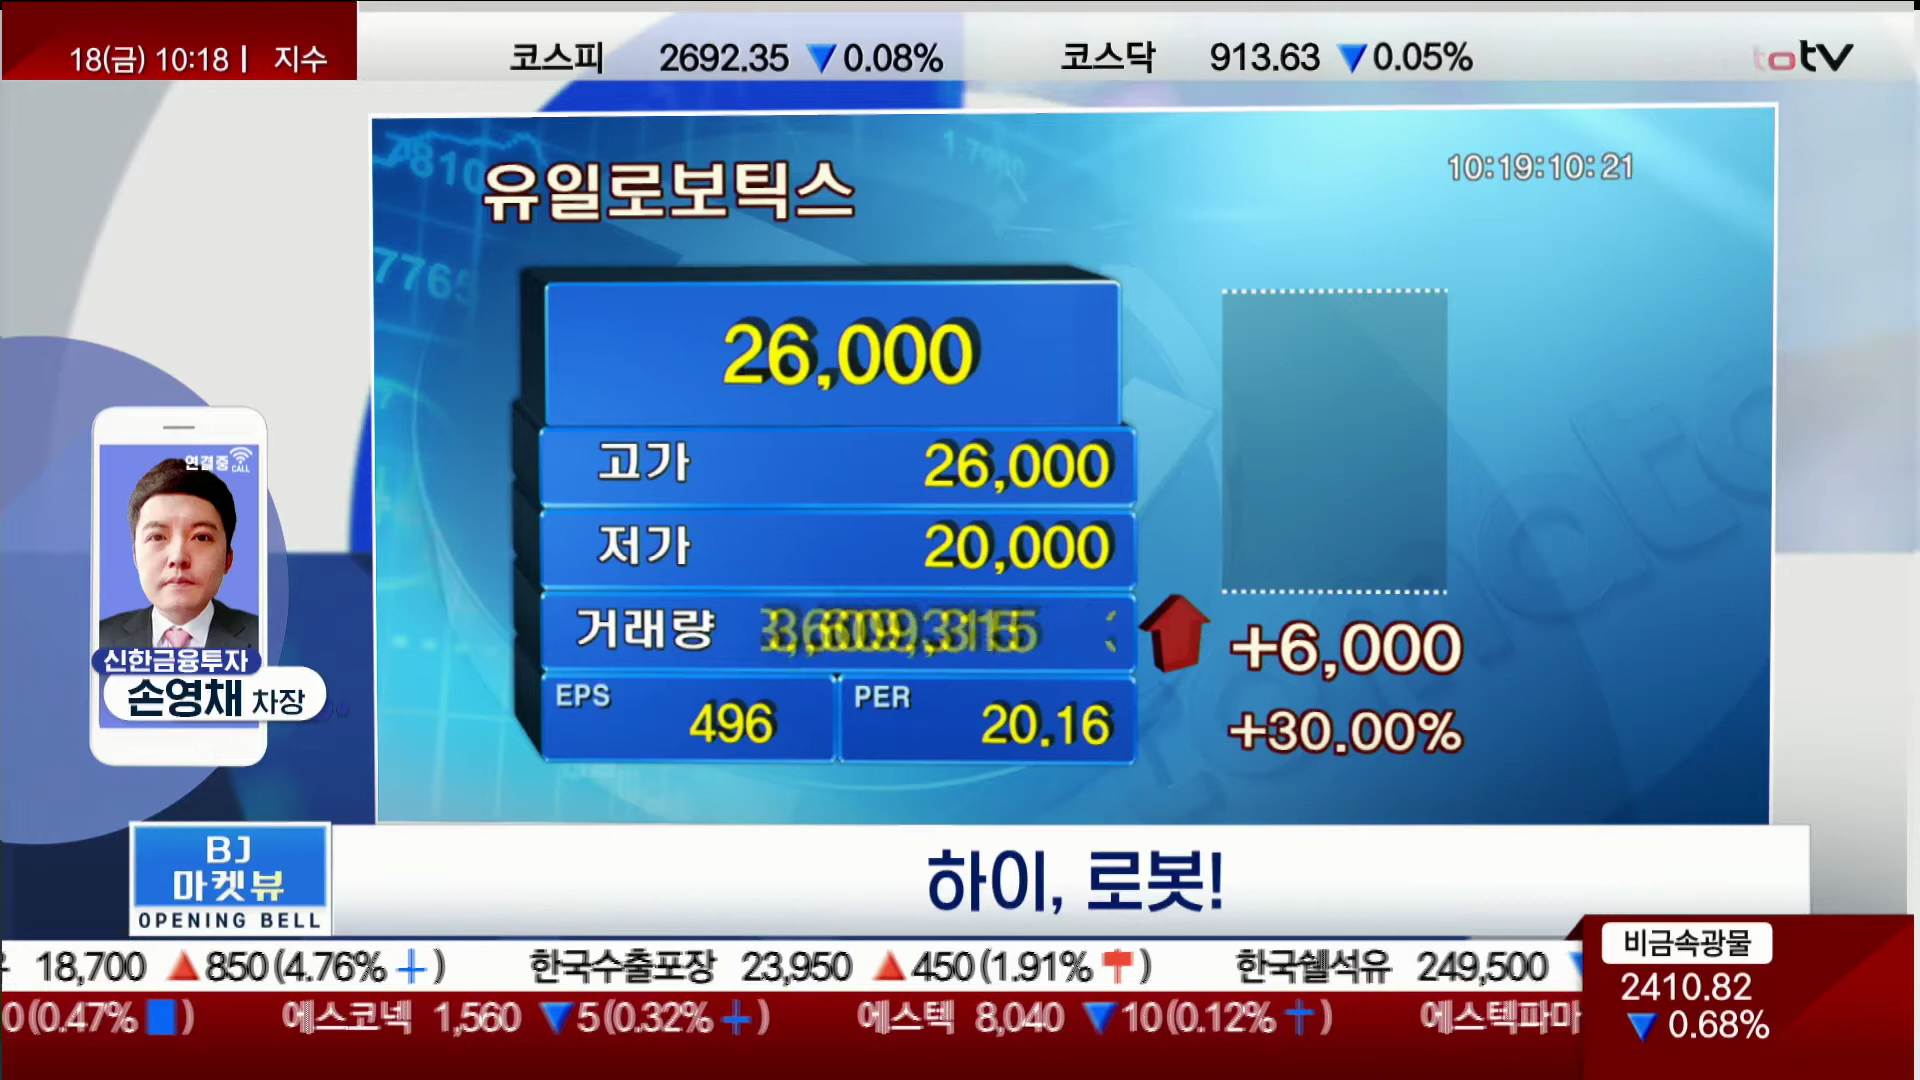 18(금) 10:18 | 지수
코스피 2692.35 ▼0.08% 코스닥 913.63 ▼0.05%
totV
유일로보틱스
10:19:10:21
26,000
고가 26,000
저가 20,000
거래량
EPS 496 PER 20.16
+6,000
+30.00%
연결중 CALL
신한금융투자
손영채 차장
BJ
마켓뷰
OPENING BELL
하이, 로봇!
18,700 ▲850(4.76% ) 한국수출포장 23,950 ▲450(1.91% ) 한국쉘석유 249,500
0(0.47% ) 에스코넥 1,560 ▼5(0.32% ) 에스텍 8,040 ▼10(0.12% ) 에스텍파마
비금속광물
2410.82
▼ 0.68%